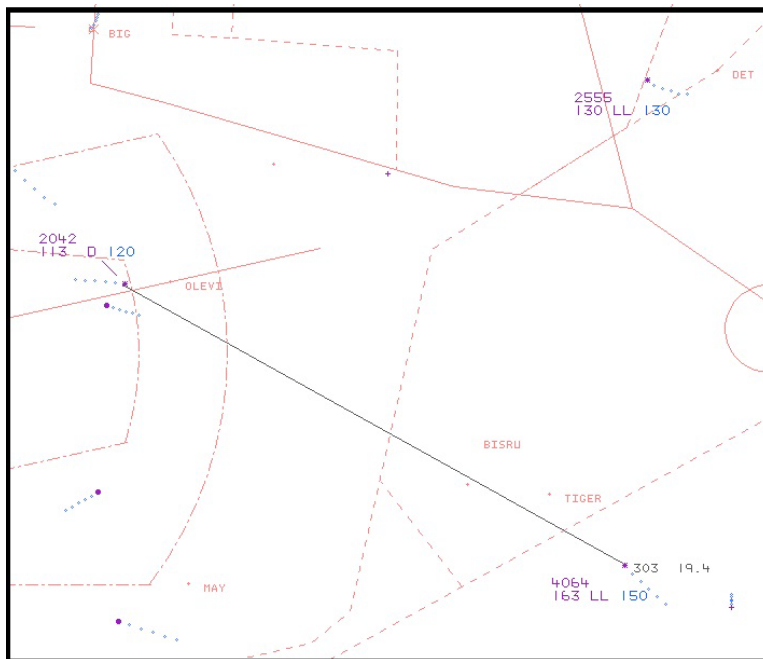 BIG
DET
2555
130 LL 130
2042
113 D 120
OLEVI
BISRU
TIGER
303 19.4
4064
163 LL 150
MAY